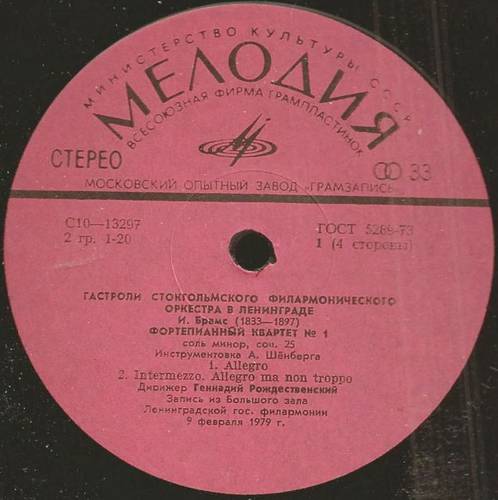 МИНИСТЕРСТВО КУЛЬТУРЫ СССР
МЕЛОДИЯ
ВСЕСОЮЗНАЯ ФИРМА ГРАМПЛАСТИНОК
СТЕРЕО
33
МОСКОВСКИЙ ОПЫТНЫЙ ЗАВОД «ГРАМЗАПИСЬ»
С10—13297
ГОСТ 5289-73
2 гр. 1-20
1 (4 стороны)
ГАСТРОЛИ СТОКГОЛЬМСКОГО ФИЛАРМОНИЧЕСКОГО
ОРКЕСТРА В ЛЕНИНГРАДЕ
И. Брамс (1833—1897)
ФОРТЕПИАННЫЙ КВАРТЕТ № 1
соль минор, соч. 25
Инструментовка А. Шёнберга
1. Allegro
2. Intermezzo. Allegro ma non troppo
Дирижер Геннадий Рождественский
Запись из Большого зала
Ленинградской гос. филармонии
9 февраля 1979 г.